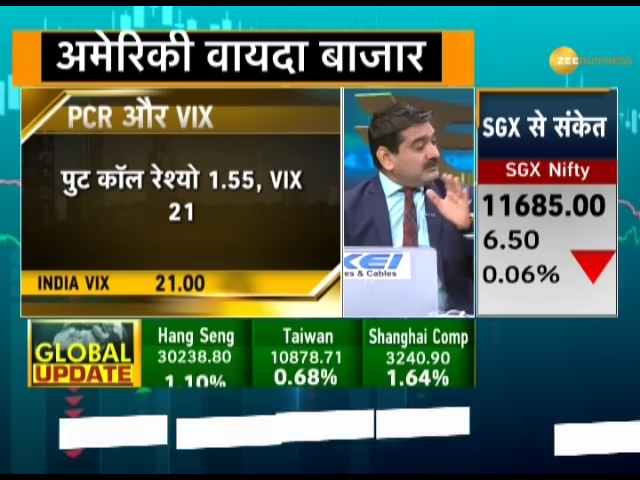 अमेरिकी वायदा बाजार
ZEE BUSINESS
PCR और VIX
पुट कॉल रेश्यो 1.55, VIX
21
INDIA VIX 21.00
KEI
es & Cables
SGX से संकेत
SGX Nifty
11685.00
6.50
0.06%
GLOBAL
UPDATE
Hang Seng
30238.80
1.10%
Taiwan
10878.71
0.68%
Shanghai Comp
3240.90
1.64%